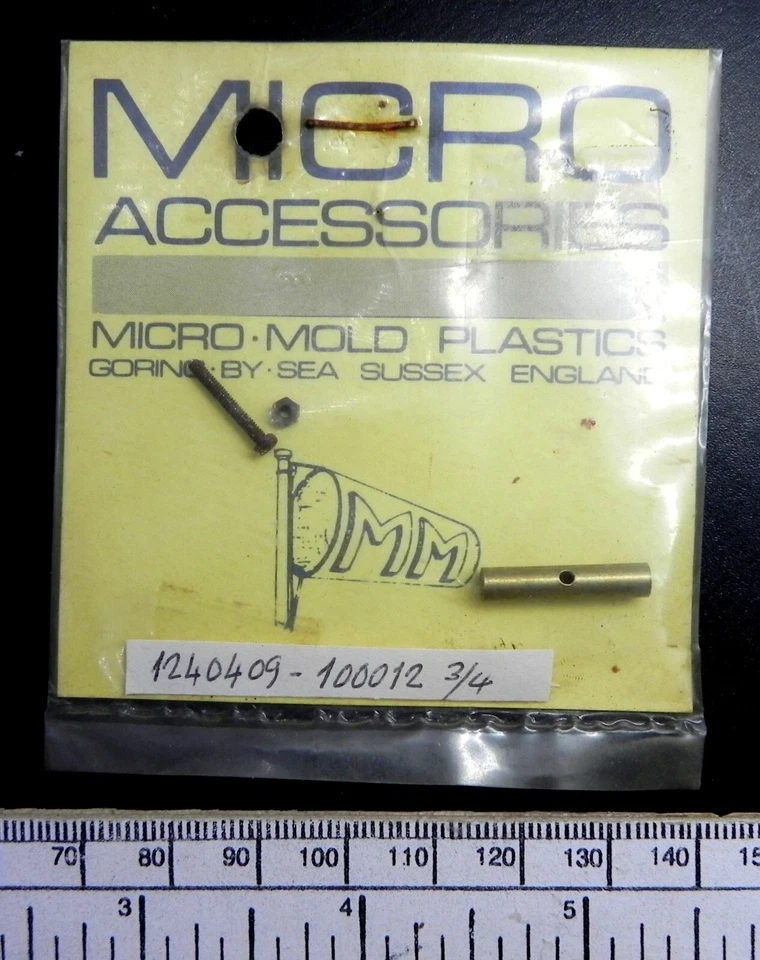 MICRO
ACCESSORIES
MICRO·MOLD PLASTICS
GORING·BY·SEA SUSSEX ENGLAND
MM
1240409-100012 3/4
70 80 90 100 110 120 130 140 15
3 4 5